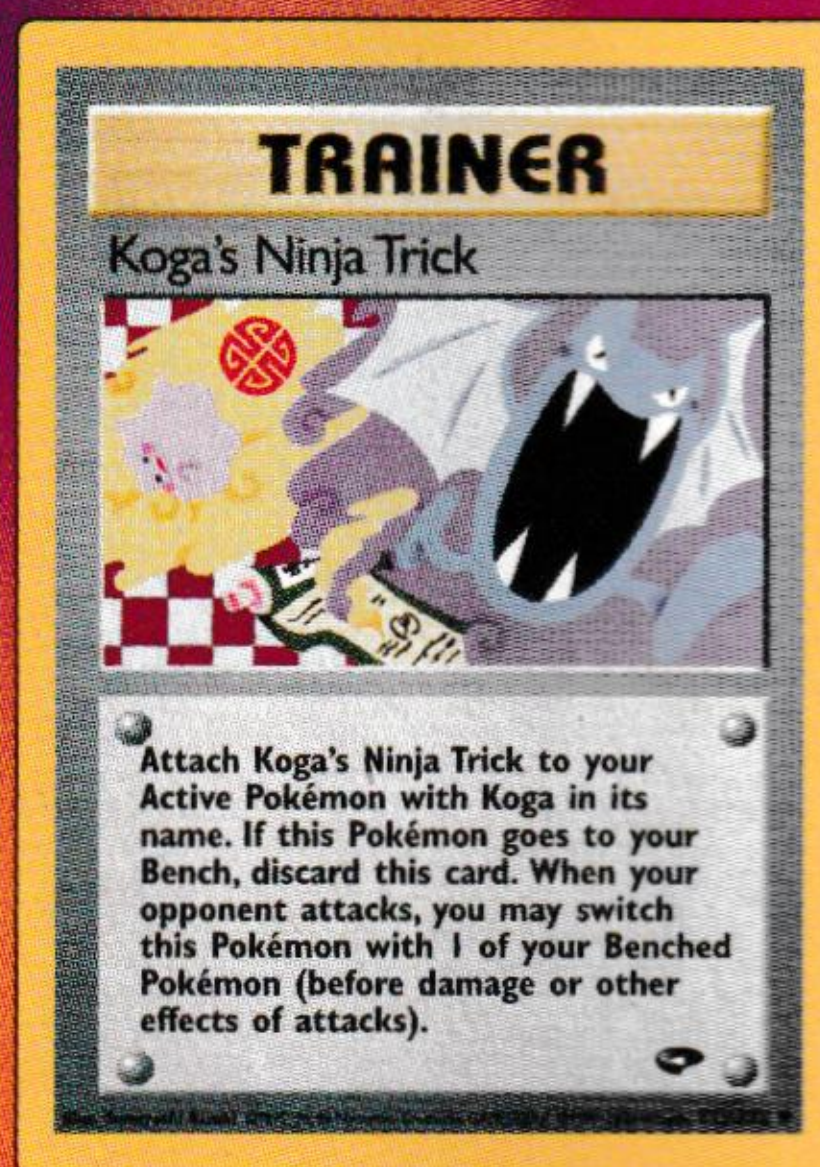 TRAINER
Koga's Ninja Trick
Attach Koga's Ninja Trick to your
Active Pokémon with Koga in its
name. If this Pokémon goes to your
Bench, discard this card. When your
opponent attacks, you may switch
this Pokémon with 1 of your Benched
Pokémon (before damage or other
effects of attacks).